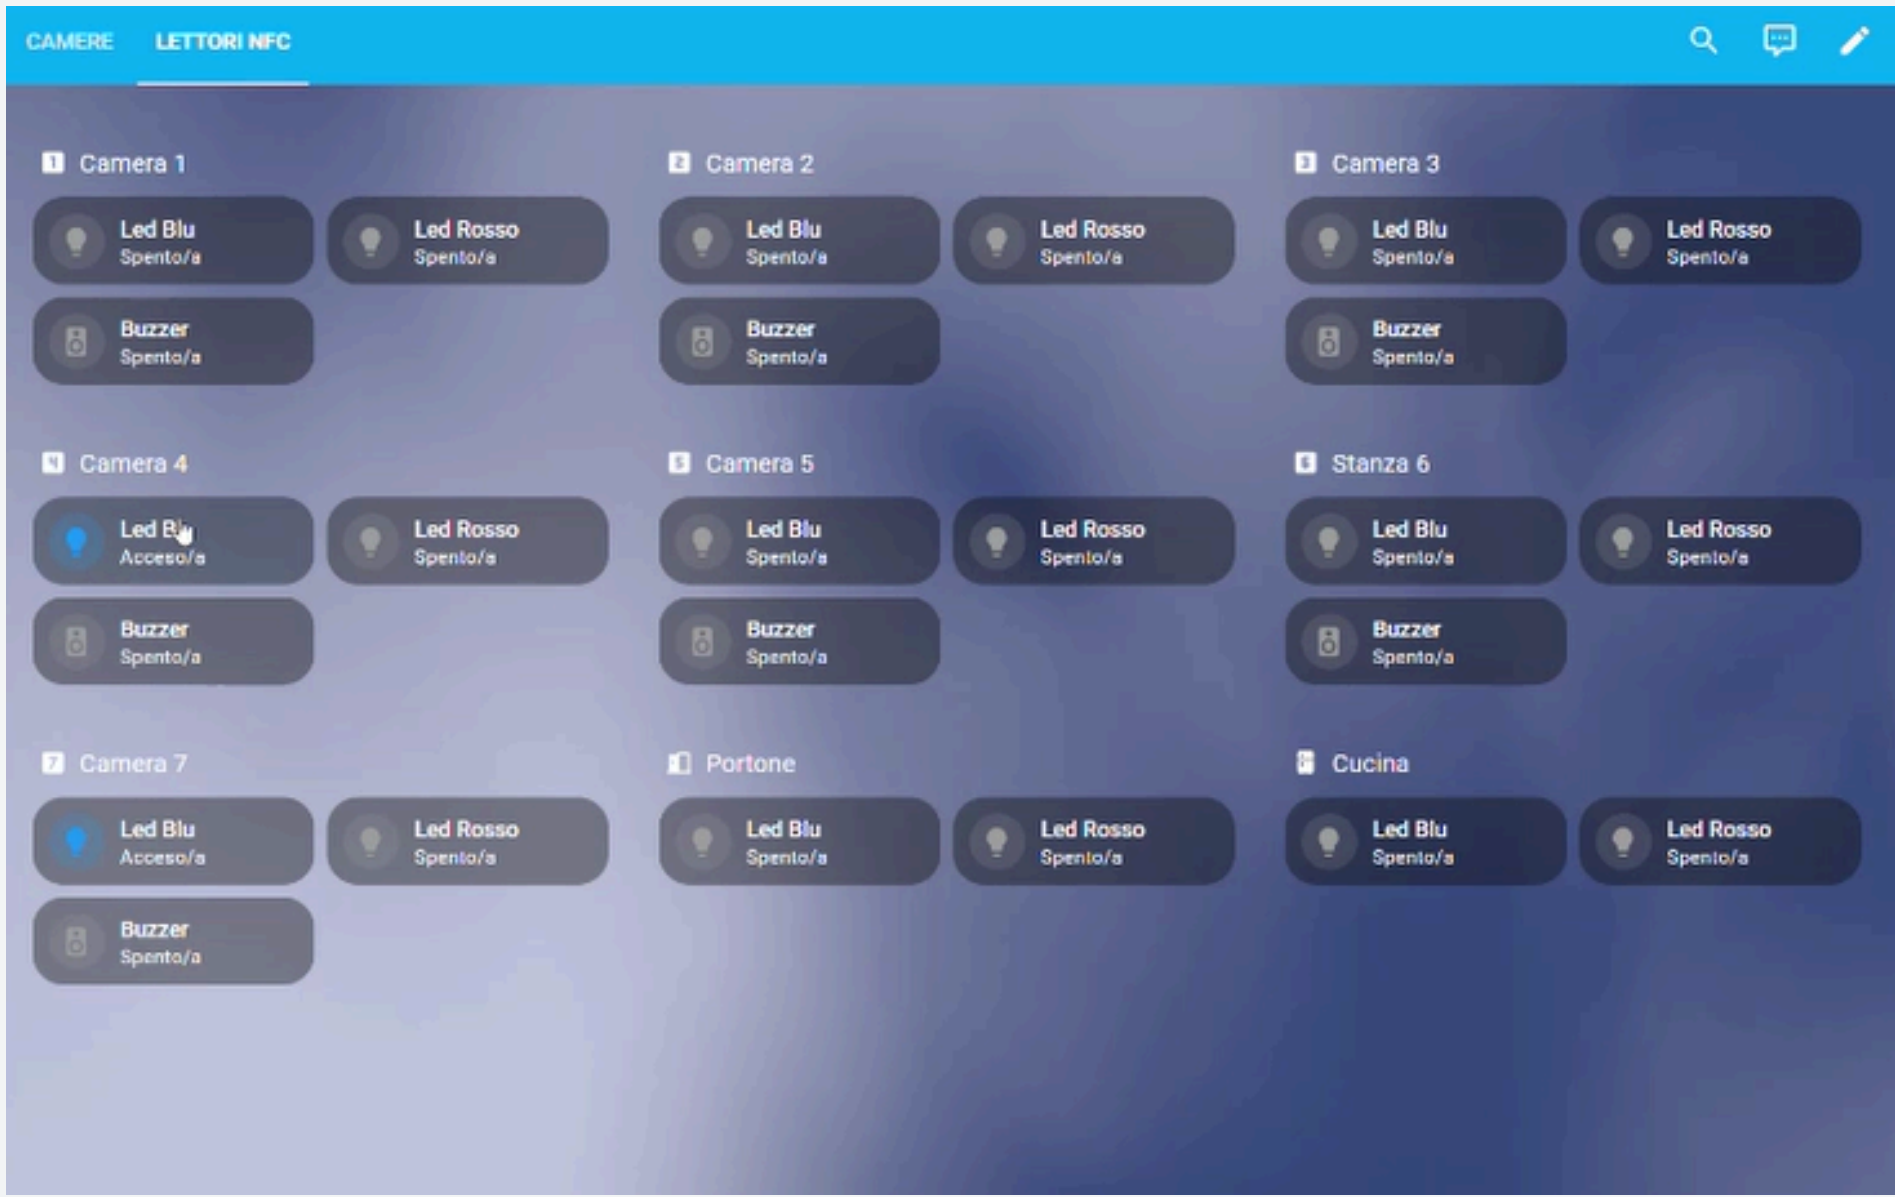 CAMERE LETTORI NFC
Camera 1
Led Blu
Spento/a
Led Rosso
Spento/a
Buzzer
Spento/a
Camera 2
Led Blu
Spento/a
Led Rosso
Spento/a
Buzzer
Spento/a
Camera 3
Led Blu
Spento/a
Led Rosso
Spento/a
Buzzer
Spento/a
Camera 4
Led Blu
Acceso/a
Led Rosso
Spento/a
Buzzer
Spento/a
Camera 5
Led Blu
Spento/a
Led Rosso
Spento/a
Buzzer
Spento/a
Stanza 6
Led Blu
Spento/a
Led Rosso
Spento/a
Buzzer
Spento/a
Camera 7
Led Blu
Acceso/a
Led Rosso
Spento/a
Buzzer
Spento/a
Portone
Led Blu
Spento/a
Led Rosso
Spento/a
Cucina
Led Blu
Spento/a
Led Rosso
Spento/a